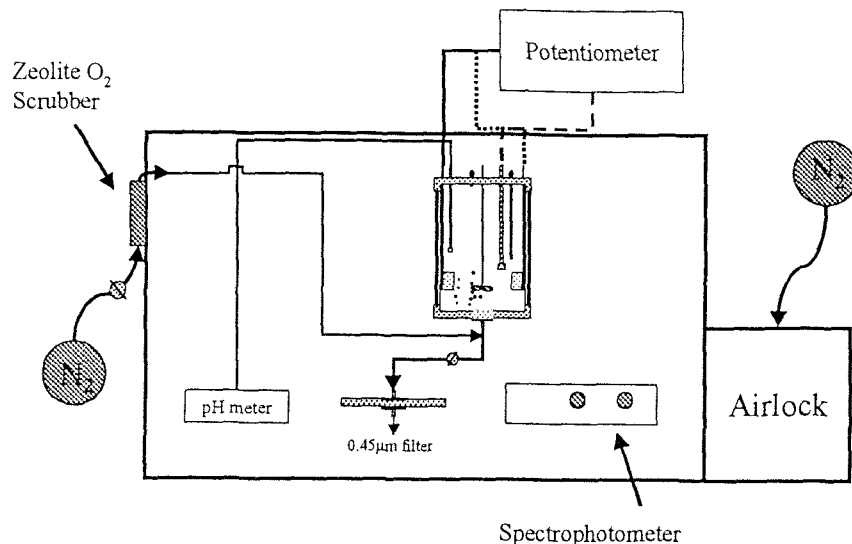 Potentiometer
Zeolite O₂
Scrubber
N₂
N₂
pH meter
0.45µm filter
Airlock
Spectrophotometer